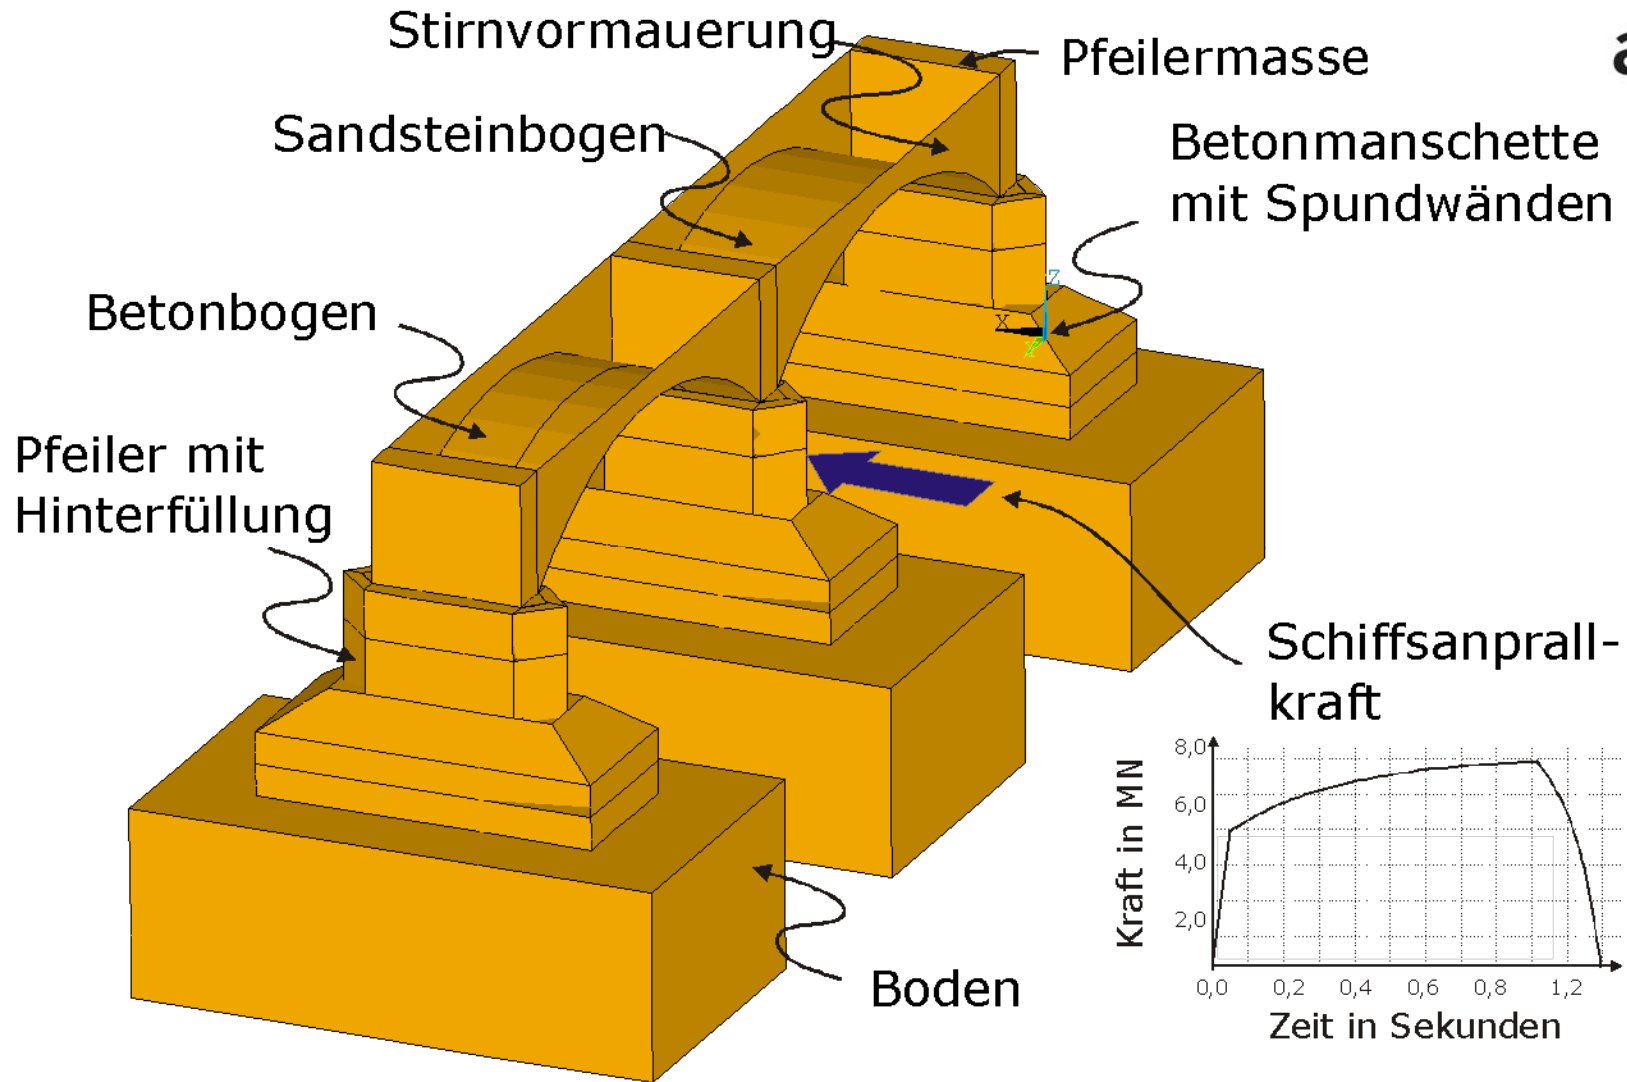 Stirnvormauerung
Pfeilermasse
a
Sandsteinbogen
Betonmanschette
mit Spundwänden
Betonbogen
Z
X
Y
Pfeiler mit
Hinterfüllung
Schiffsanprall-
kraft
Boden
Kraft in MN
8,0
6,0
4,0
2,0
0,0 0,2 0,4 0,6 0,8 1,2
Zeit in Sekunden